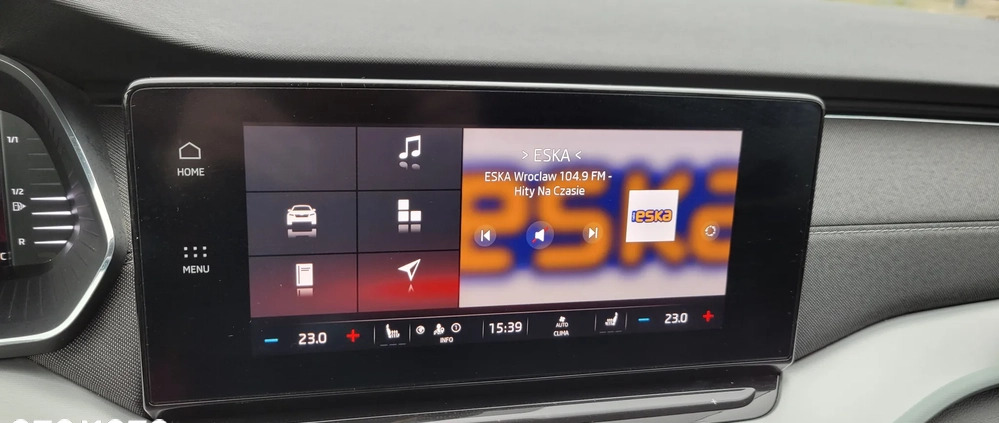 1/1
1/2
R
HOME
MENU
> ESKA <
ESKA Wroclaw 104.9 FM -
Hity Na Czasie
eska
eska
23.0
INFO
15:39
AUTO
CLIMA
23.0